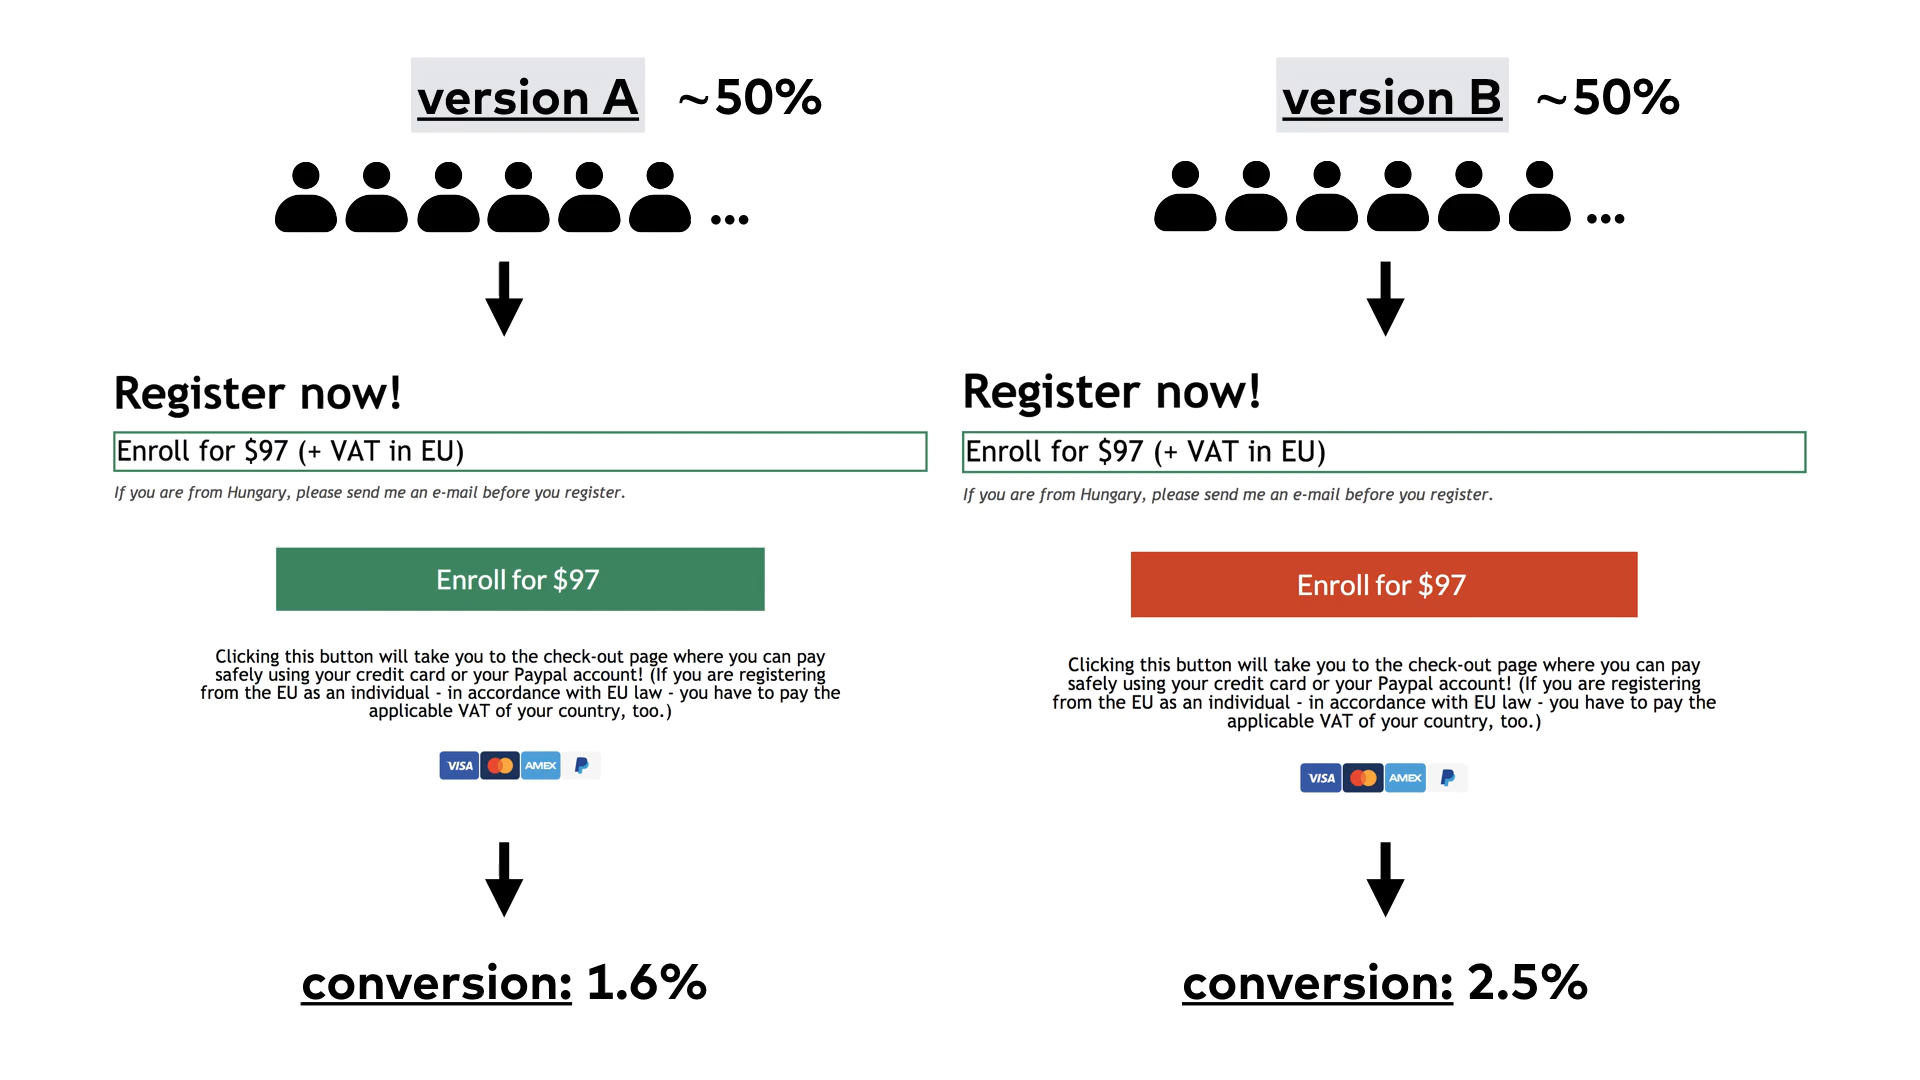 version A ~50%
...
Register now!
Enroll for $97 (+ VAT in EU)
If you are from Hungary, please send me an e-mail before you register.
Enroll for $97
Clicking this button will take you to the check-out page where you can pay
safely using your credit card or your Paypal account! (If you are registering
from the EU as an individual - in accordance with EU law - you have to pay the
applicable VAT of your country, too.)
VISA AMEX
conversion: 1.6%
version B ~50%
...
Register now!
Enroll for $97 (+ VAT in EU)
If you are from Hungary, please send me an e-mail before you register.
Enroll for $97
Clicking this button will take you to the check-out page where you can pay
safely using your credit card or your Paypal account! (If you are registering
from the EU as an individual - in accordance with EU law - you have to pay the
applicable VAT of your country, too.)
VISA AMEX
conversion: 2.5%